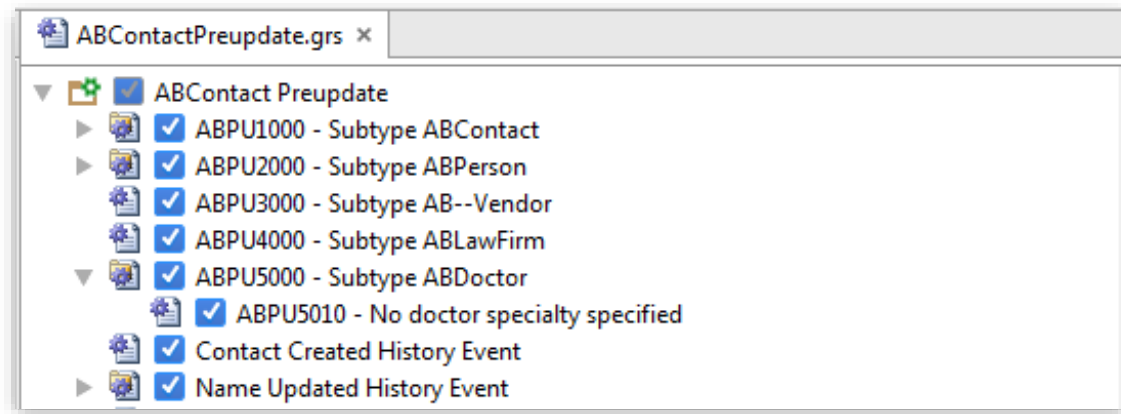 ABContactPreupdate.grs ×
ABContact Preupdate
ABPU1000 - Subtype ABContact
ABPU2000 - Subtype ABPerson
ABPU3000 - Subtype AB--Vendor
ABPU4000 - Subtype ABLawFirm
ABPU5000 - Subtype ABDoctor
ABPU5010 - No doctor specialty specified
Contact Created History Event
Name Updated History Event